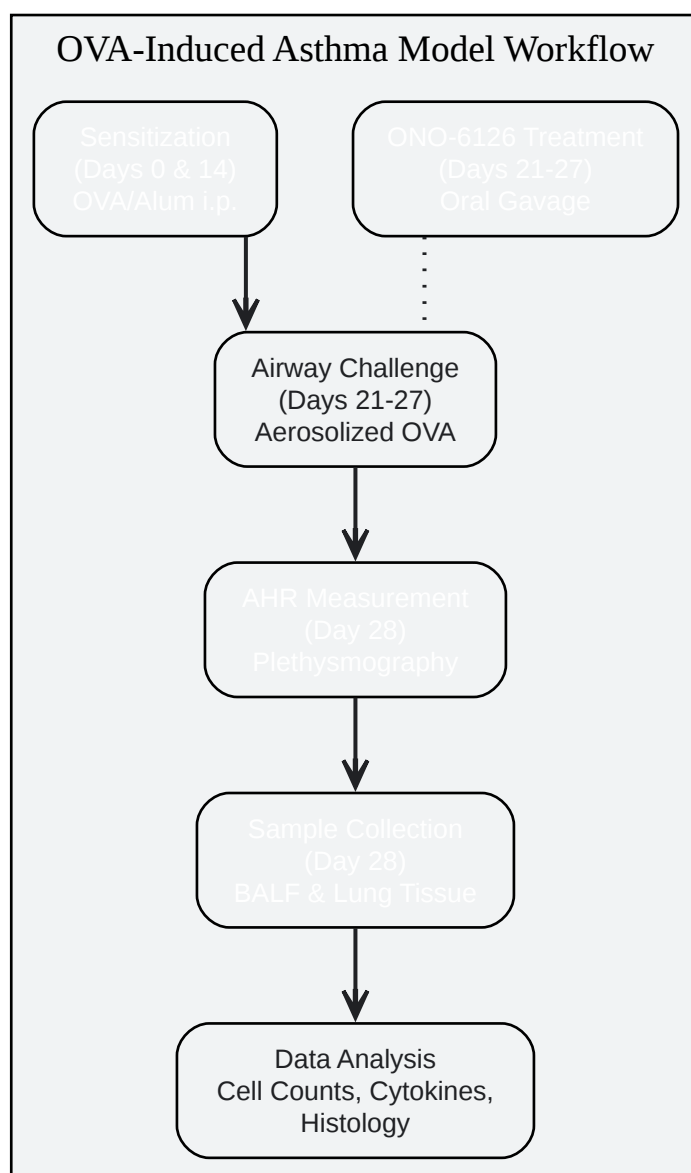 OVA-Induced Asthma Model Workflow
Sensitization
(Days 0 & 14)
OVA/Alum i.p.
ONO-6126 Treatment
(Days 21-27)
Oral Gavage
Airway Challenge
(Days 21-27)
Aerosolized OVA
AHR Measurement
(Day 28)
Plethysmography
Sample Collection
(Day 28)
BALF & Lung Tissue
Data Analysis
Cell Counts, Cytokines,
Histology